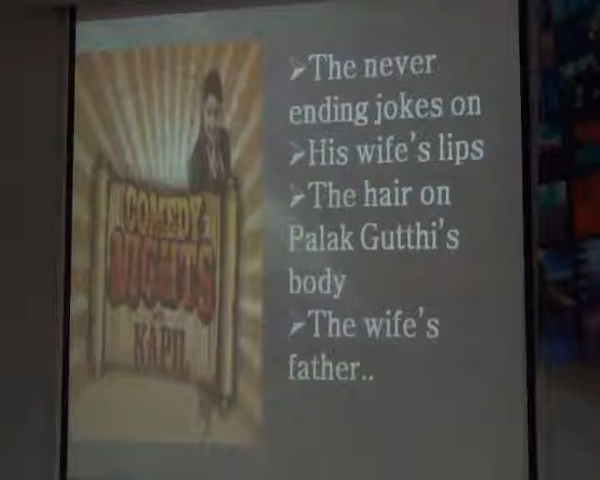 COMEDY
NIGHTS
KAPIL
➢The never
ending jokes on
➢His wife's lips
➢The hair on
Palak Gutthi's
body
➢The wife's
father..